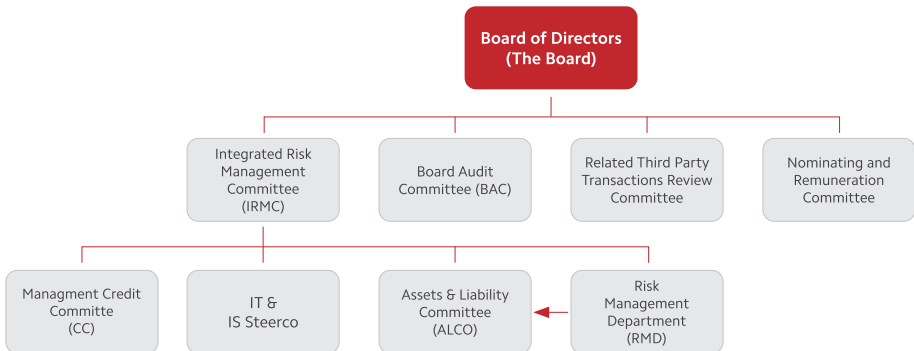 Board of Directors
(The Board)
Integrated Risk
Management
Committee
(IRMC)
Board Audit
Committee (BAC)
Related Third Party
Transactions Review
Committee
Nominating and
Remuneration
Committee
Managment Credit
Committe
(CC)
IT &
IS Steerco
Assets & Liability
Committee
(ALCO)
Risk
Management
Department
(RMD)